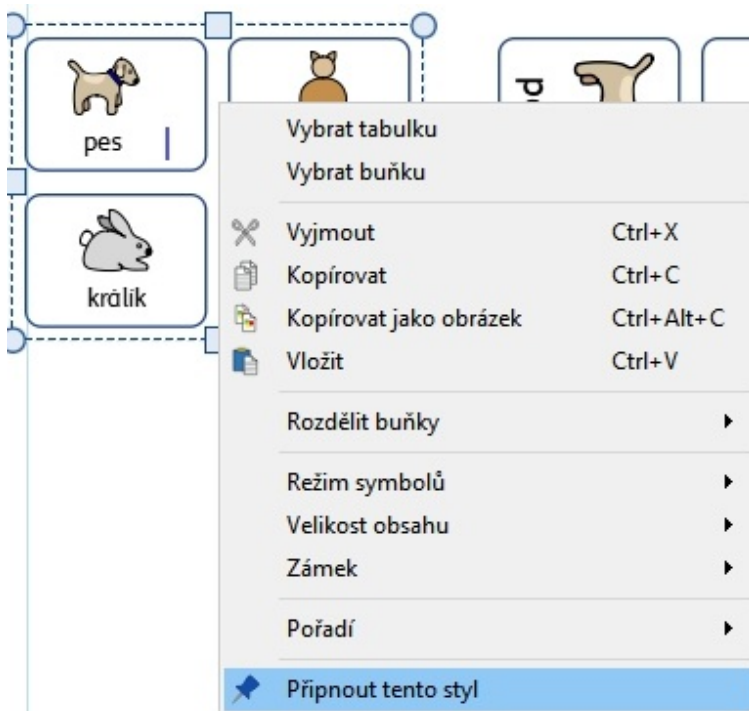 pes
králík
od
Vybrat tabulku
Vybrat buňku
Vyjmout Ctrl+X
Kopírovat Ctrl+C
Kopírovat jako obrázek Ctrl+Alt+C
Vložit Ctrl+V
Rozdělit buňky
Režim symbolů
Velikost obsahu
Zámek
Pořadí
Připnout tento styl